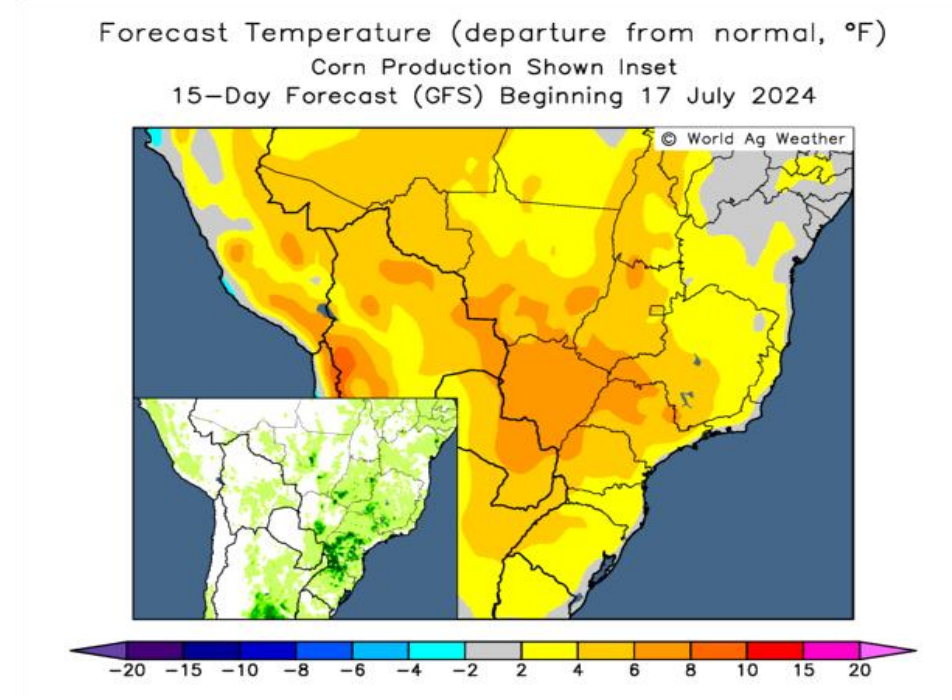 Forecast Temperature (departure from normal, °F)
Corn Production Shown Inset
15-Day Forecast (GFS) Beginning 17 July 2024
© World Ag Weather
-20 -15 -10 -8 -6 -4 -2 2 4 6 8 10 15 20